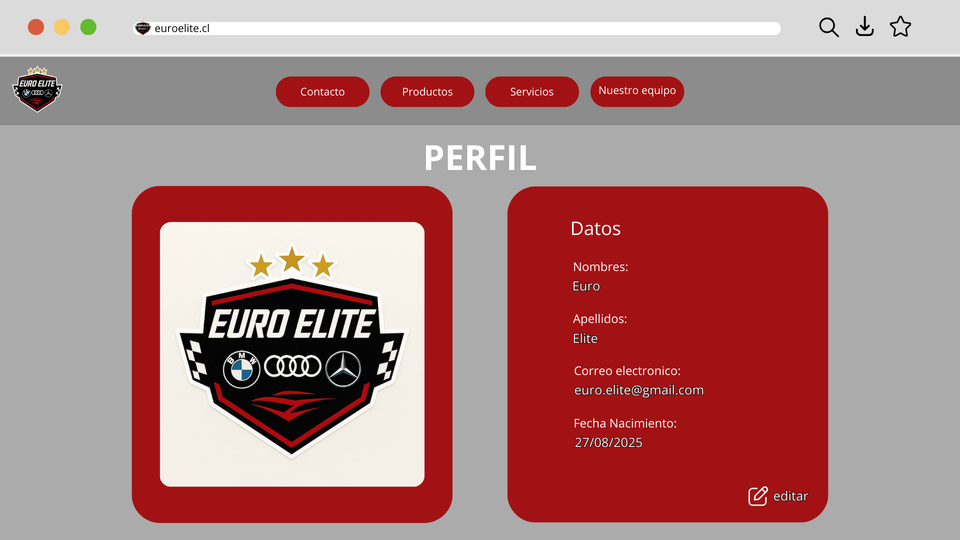 euroelite.cl
EURO ELITE
Contacto
Productos
Servicios
Nuestro equipo
PERFIL
EURO ELITE
BMW
Datos
Nombres:
Euro
Apellidos:
Elite
Correo electronico:
euro.elite@gmail.com
Fecha Nacimiento:
27/08/2025
editar